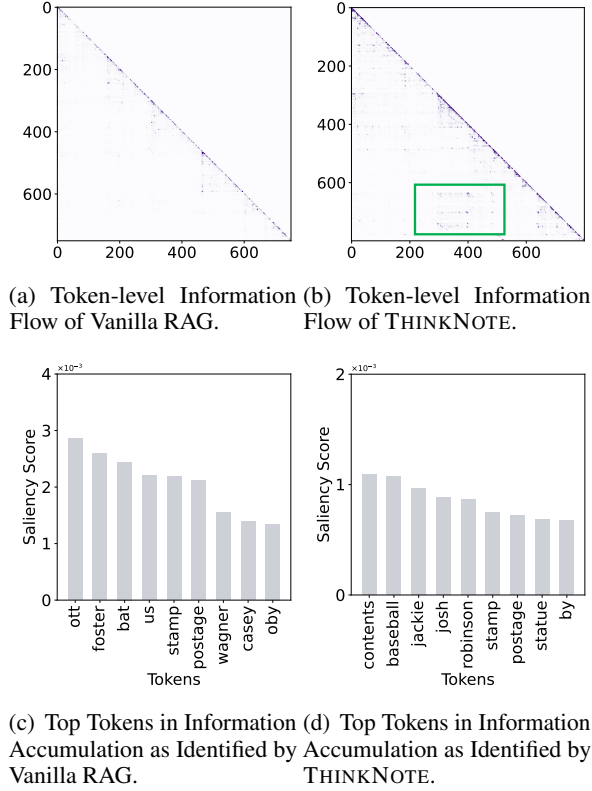 0
200
400
600
0 200 400 600
0
200
400
600
0 200 400 600
(a) Token-level Information
Flow of Vanilla RAG.
(b) Token-level Information
Flow of THINKNOTE.
×10⁻³
4
3
2
1
0
Saliency Score
ott foster bat us stamp postage wagner casey oby
Tokens
×10⁻³
2
1
0
Saliency Score
contents baseball jackie josh robinson stamp postage statue by
Tokens
(c) Top Tokens in Information
Accumulation as Identified by
Vanilla RAG.
(d) Top Tokens in Information
Accumulation as Identified by
THINKNOTE.